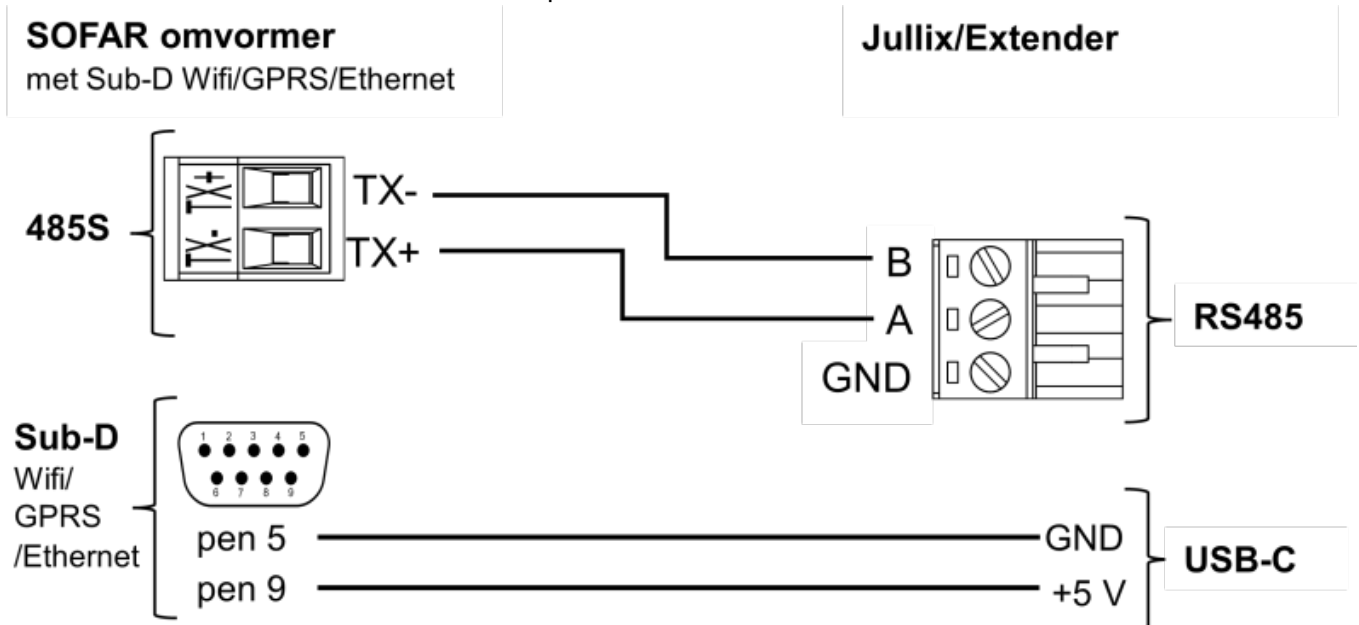 SOFAR omvormer
met Sub-D Wifi/GPRS/Ethernet
Jullix/Extender
485S
TX+
TX-
TX-
TX+
B
A
GND
RS485
Sub-D
Wifi/
GPRS
/Ethernet
1 2 3 4 5
6 7 8 9
pen 5
pen 9
GND
+5 V
USB-C